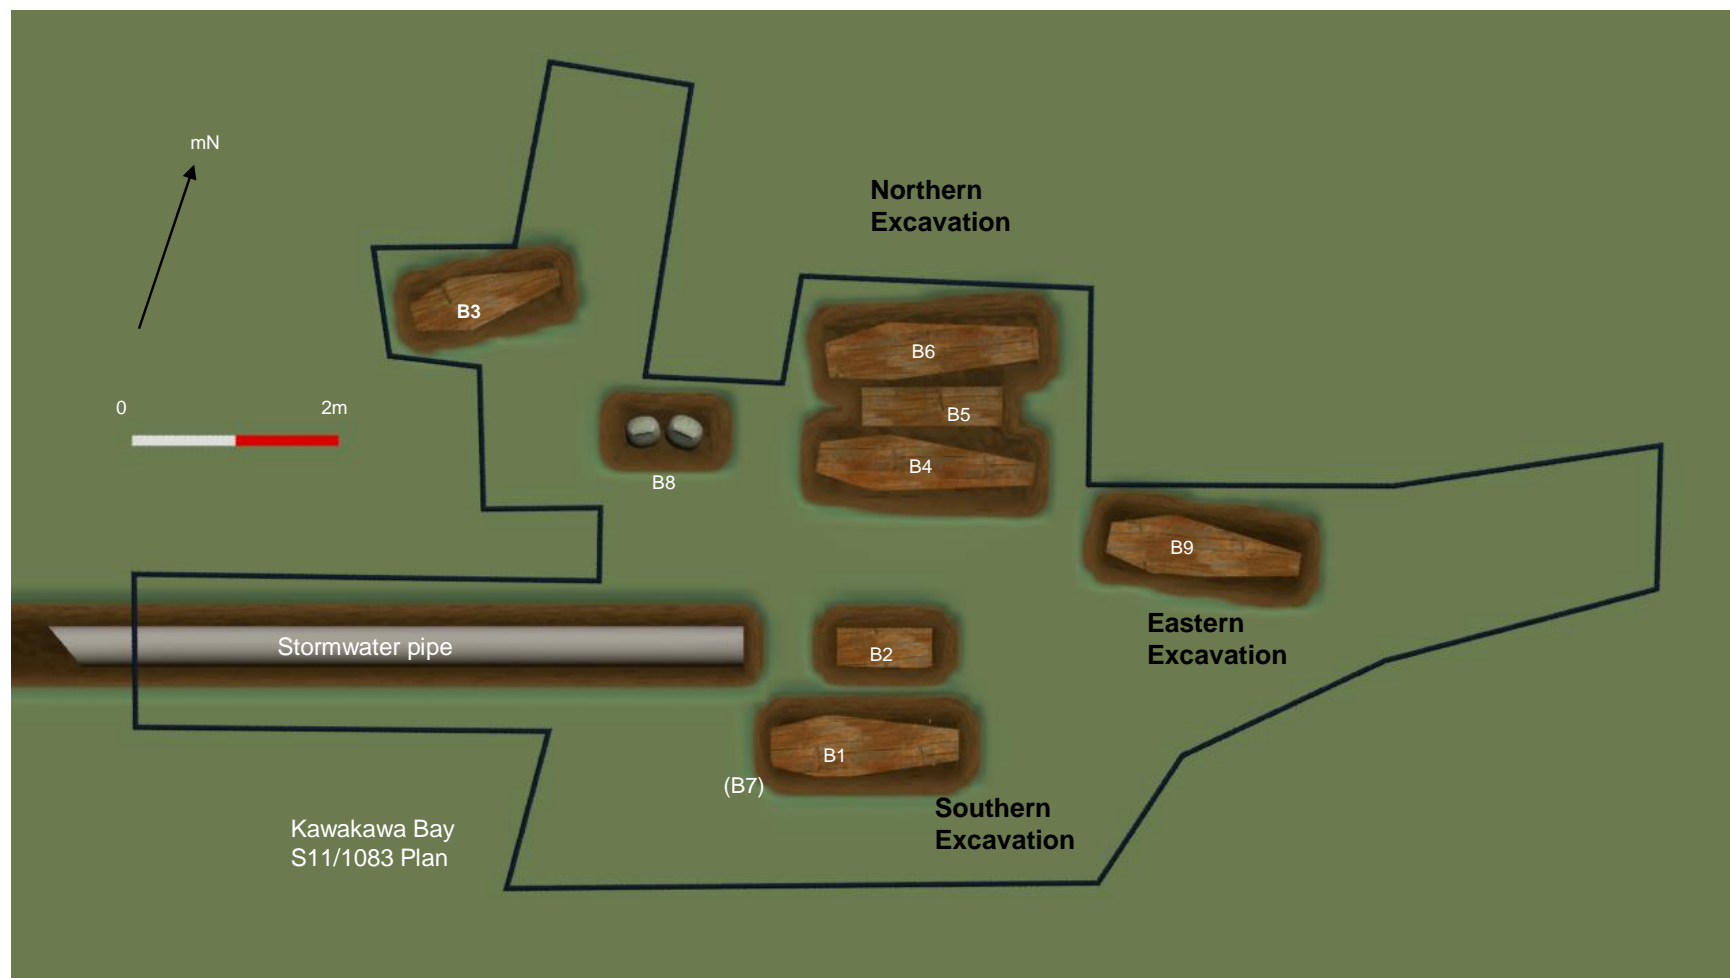 mN
Northern
Excavation
B3
B6
0 2m
B5
B4
B8
B9
Eastern
Excavation
Stormwater pipe
B2
B1
(B7)
Southern
Excavation
Kawakawa Bay
S11/1083 Plan